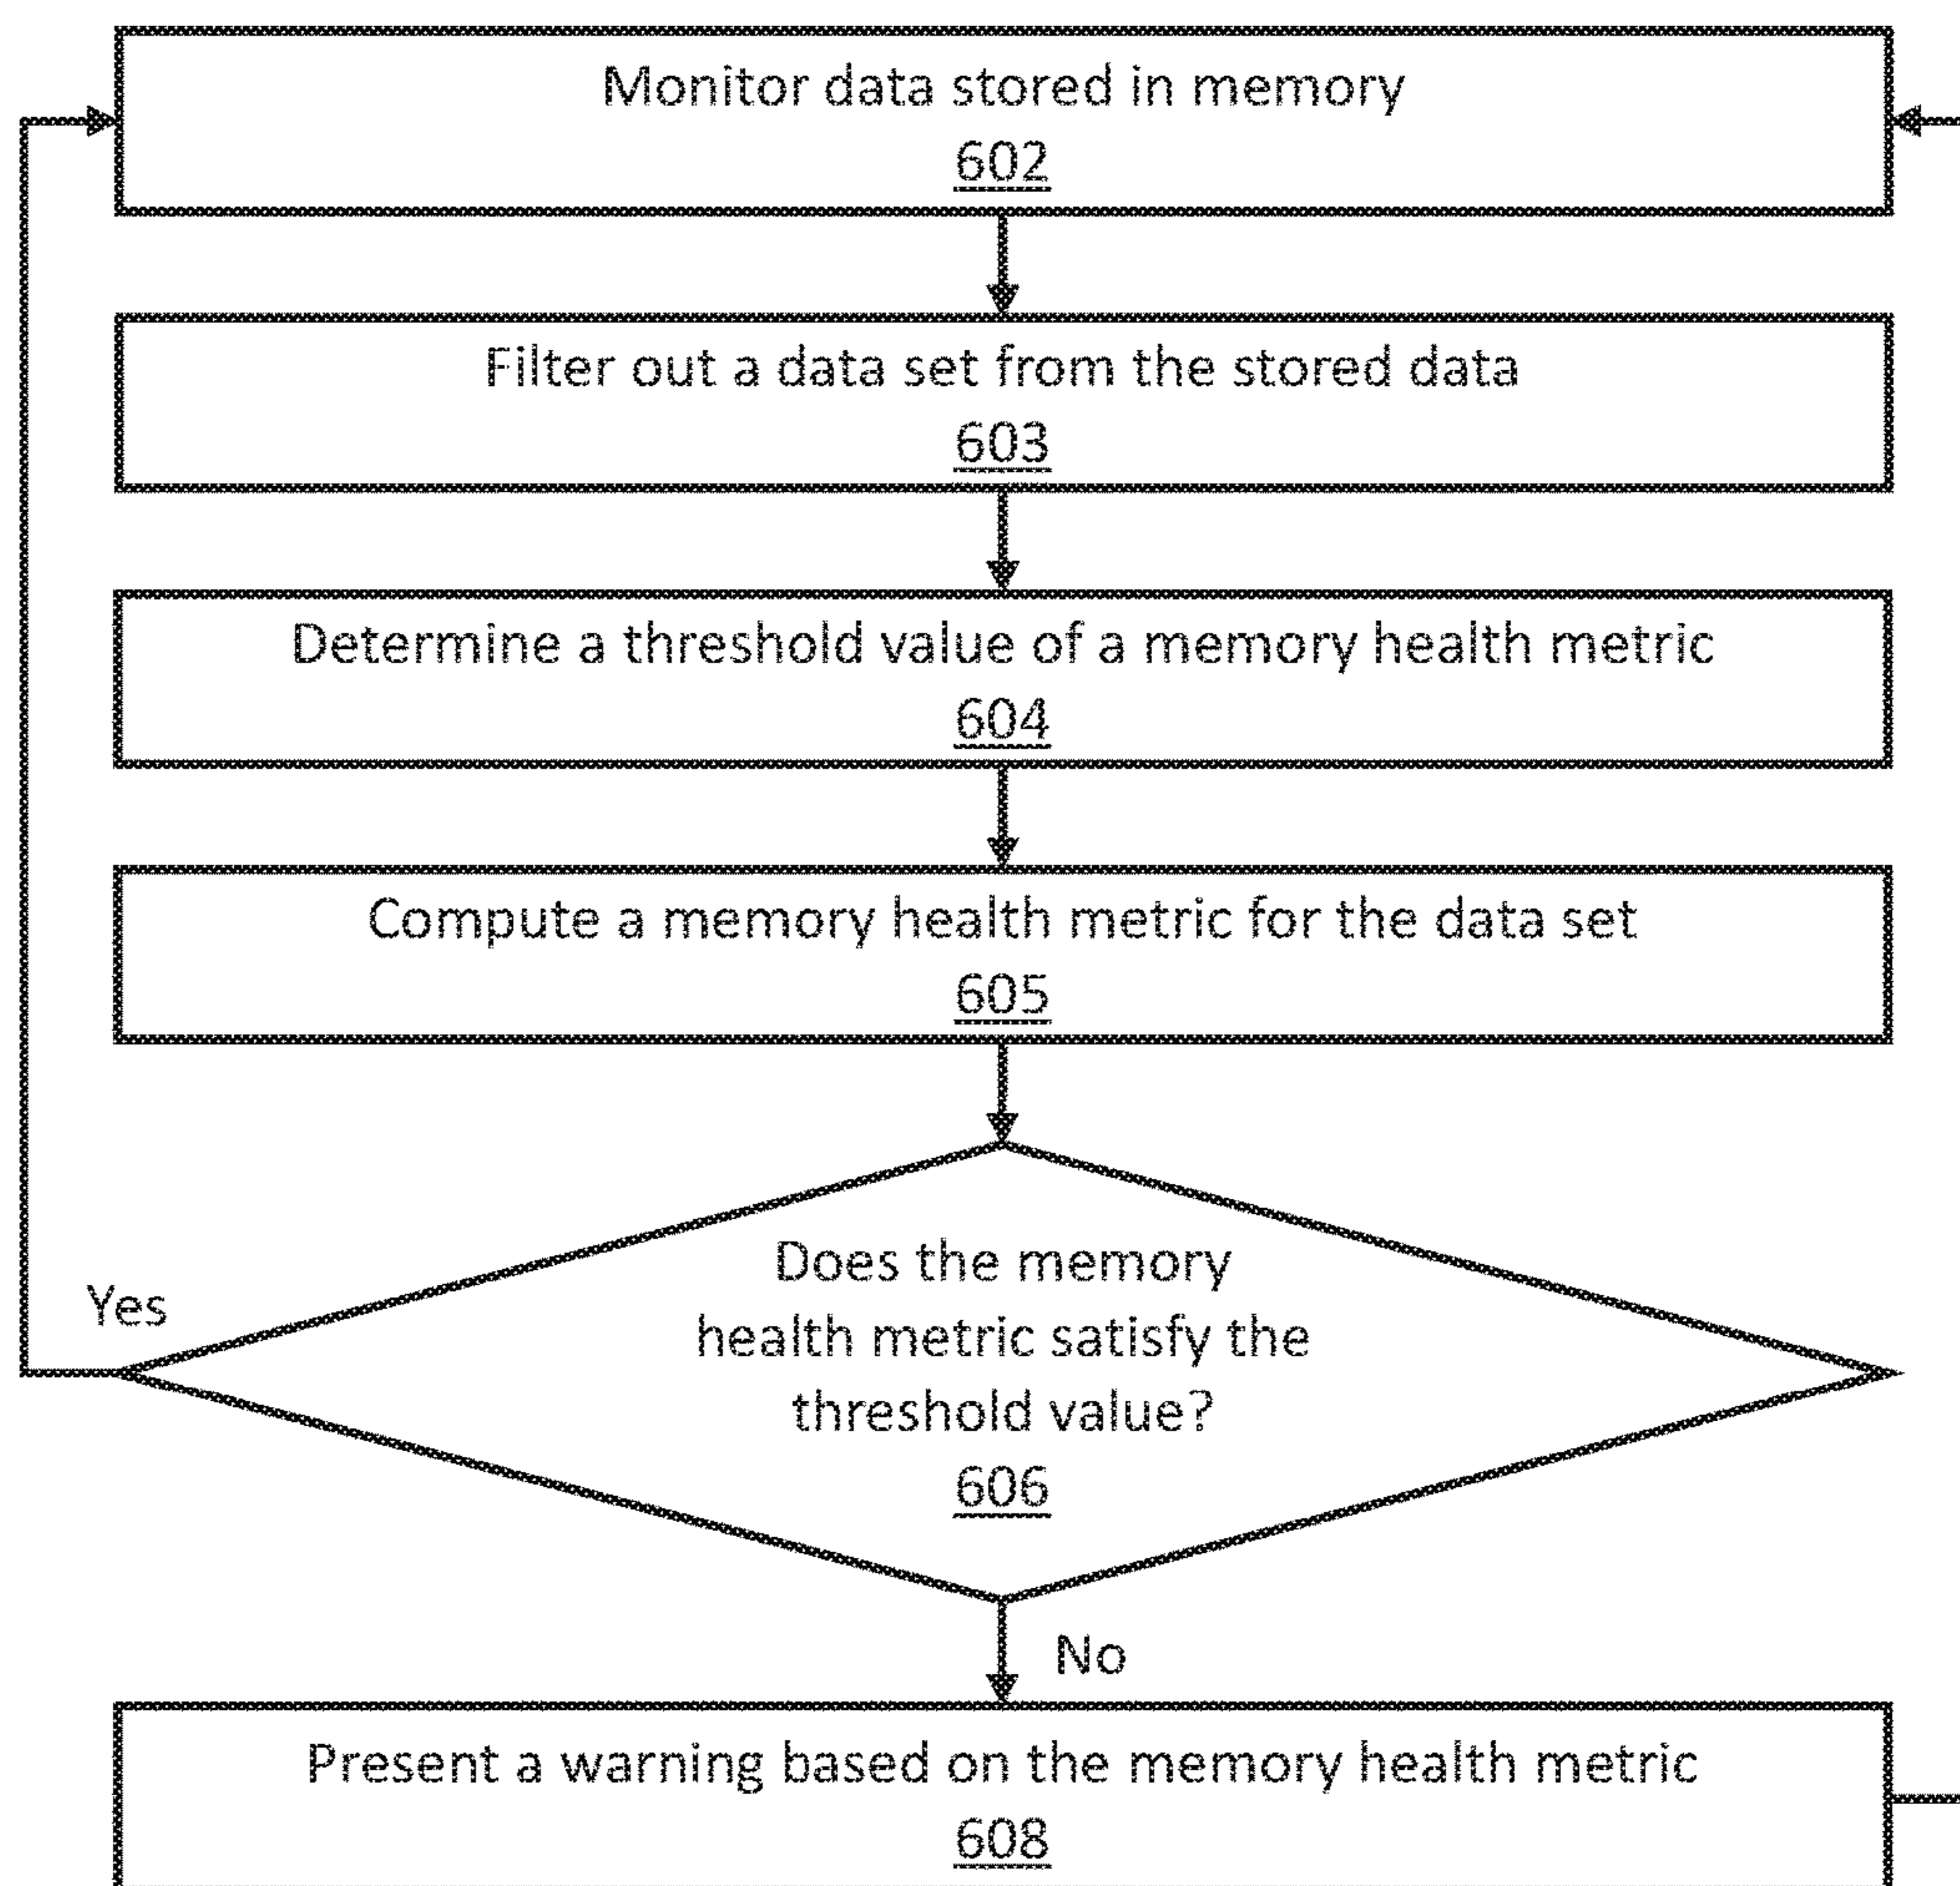 Monitor data stored in memory
602
Filter out a data set from the stored data
603
Determine a threshold value of a memory health metric
604
Compute a memory health metric for the data set
605
Does the memory
health metric satisfy the
threshold value?
606
Yes
No
Present a warning based on the memory health metric
608